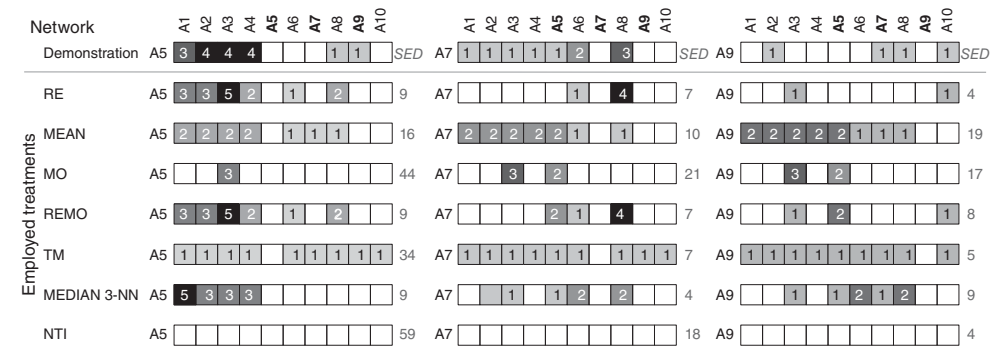 Network A1 A2 A3 A4 A5 A6 A7 A8 A9 A10 A1 A2 A3 A4 A5 A6 A7 A8 A9 A10 A1 A2 A3 A4 A5 A6 A7 A8 A9 A10
Demonstration A5 3 4 4 4 1 1 SED A7 1 1 1 1 1 2 3 SED A9 1 1 1 1 SED
Employed treatments
RE A5 3 3 5 2 1 2 9 A7 1 4 7 A9 1 1 4
MEAN A5 2 2 2 2 1 1 1 16 A7 2 2 2 2 2 1 1 10 A9 2 2 2 2 2 1 1 1 19
MO A5 3 44 A7 3 2 21 A9 3 2 17
REMO A5 3 3 5 2 1 2 9 A7 2 1 4 7 A9 1 2 1 8
TM A5 1 1 1 1 1 1 1 1 1 34 A7 1 1 1 1 1 1 1 1 1 7 A9 1 1 1 1 1 1 1 1 1 5
MEDIAN 3-NN A5 5 3 3 3 9 A7 1 1 2 2 4 A9 1 1 2 1 2 9
NTI A5 59 A7 18 A9 4